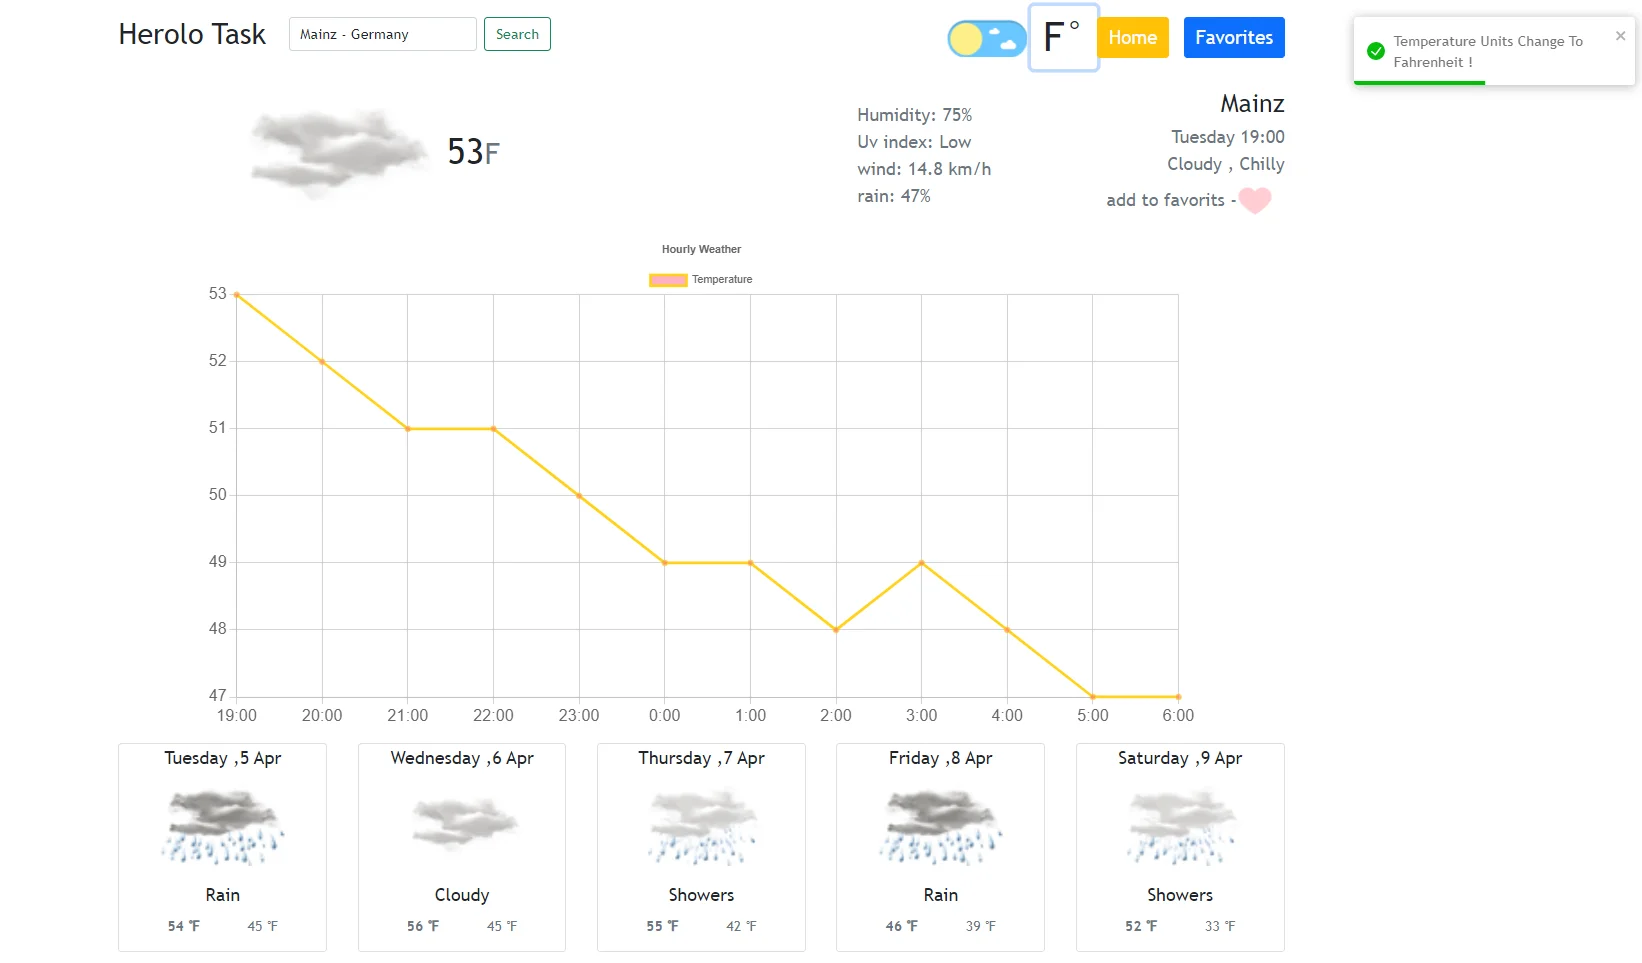 Herolo Task
Mainz - Germany
Search
F°
Home
Favorites
Temperature Units Change To
Fahrenheit !
×
53F
Humidity: 75%
Uv index: Low
wind: 14.8 km/h
rain: 47%
Mainz
Tuesday 19:00
Cloudy , Chilly
add to favorits -
Hourly Weather
Temperature
53
52
51
50
49
48
47
19:00 20:00 21:00 22:00 23:00 0:00 1:00 2:00 3:00 4:00 5:00 6:00
Tuesday ,5 Apr
Rain
54 °F 45 °F
Wednesday ,6 Apr
Cloudy
56 °F 45 °F
Thursday ,7 Apr
Showers
55 °F 42 °F
Friday ,8 Apr
Rain
46 °F 39 °F
Saturday ,9 Apr
Showers
52 °F 33 °F